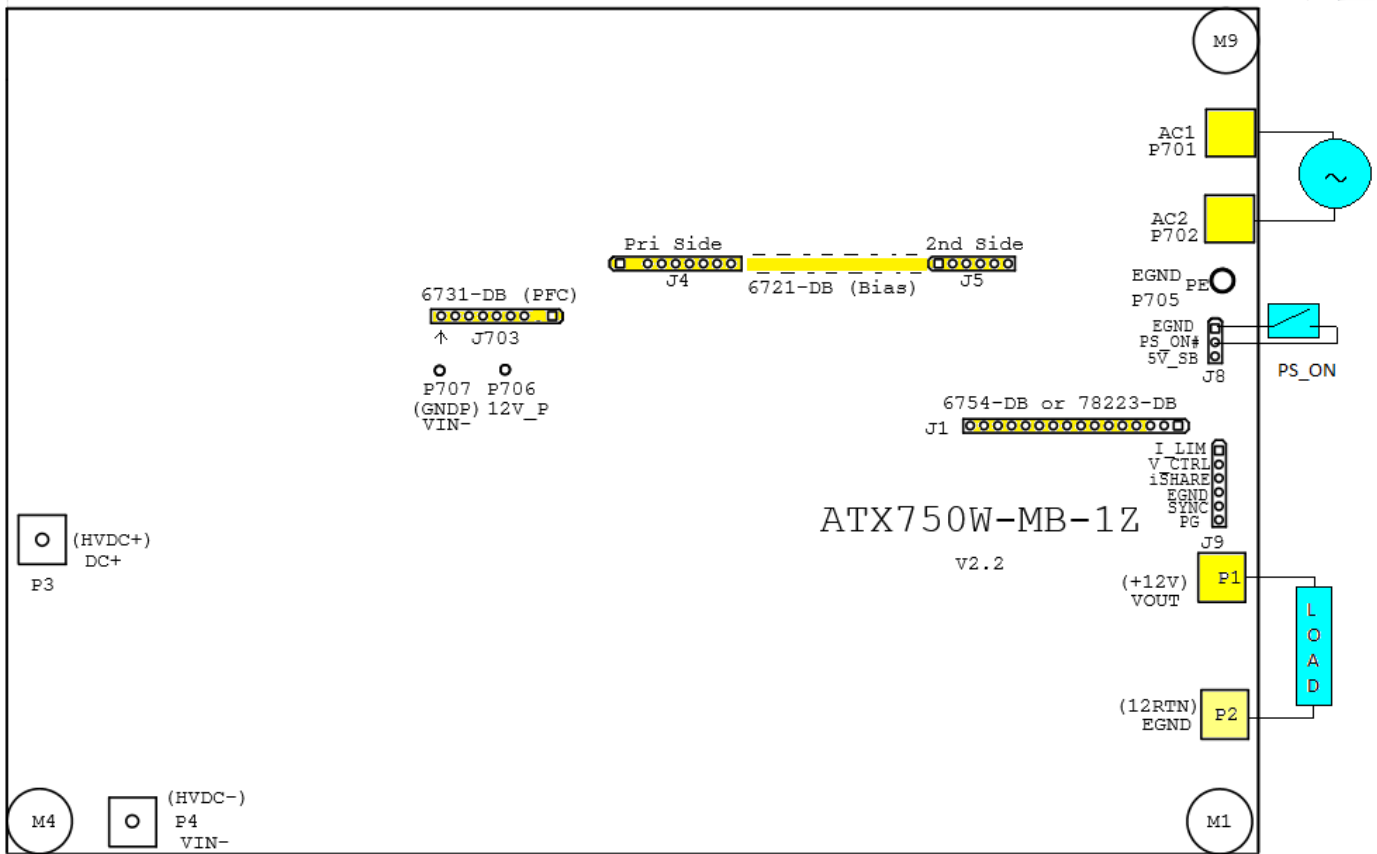 M9
AC1
P701
~
AC2
P702
Pri Side
2nd Side
J4
6721-DB (Bias)
J5
EGND PE
P705
6731-DB (PFC)
J703
EGND
PS_ON#
5V_SB
J8
PS_ON
P707 P706
(GNDP) 12V_P
VIN-
6754-DB or 78223-DB
J1
I_LIM
V_CTRL
iSHARE
EGND
SYNC
PG
J9
ATX750W-MB-1Z
V2.2
(HVDC+)
DC+
P3
(+12V)
VOUT
P1
LOAD
(12RTN)
EGND
P2
M4
(HVDC-)
P4
VIN-
M1